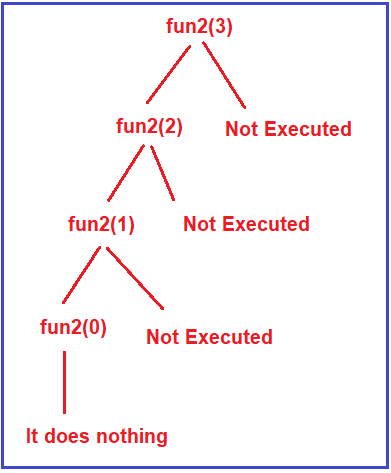 fun2(3)
fun2(2)
Not Executed
fun2(1)
Not Executed
fun2(0)
Not Executed
It does nothing